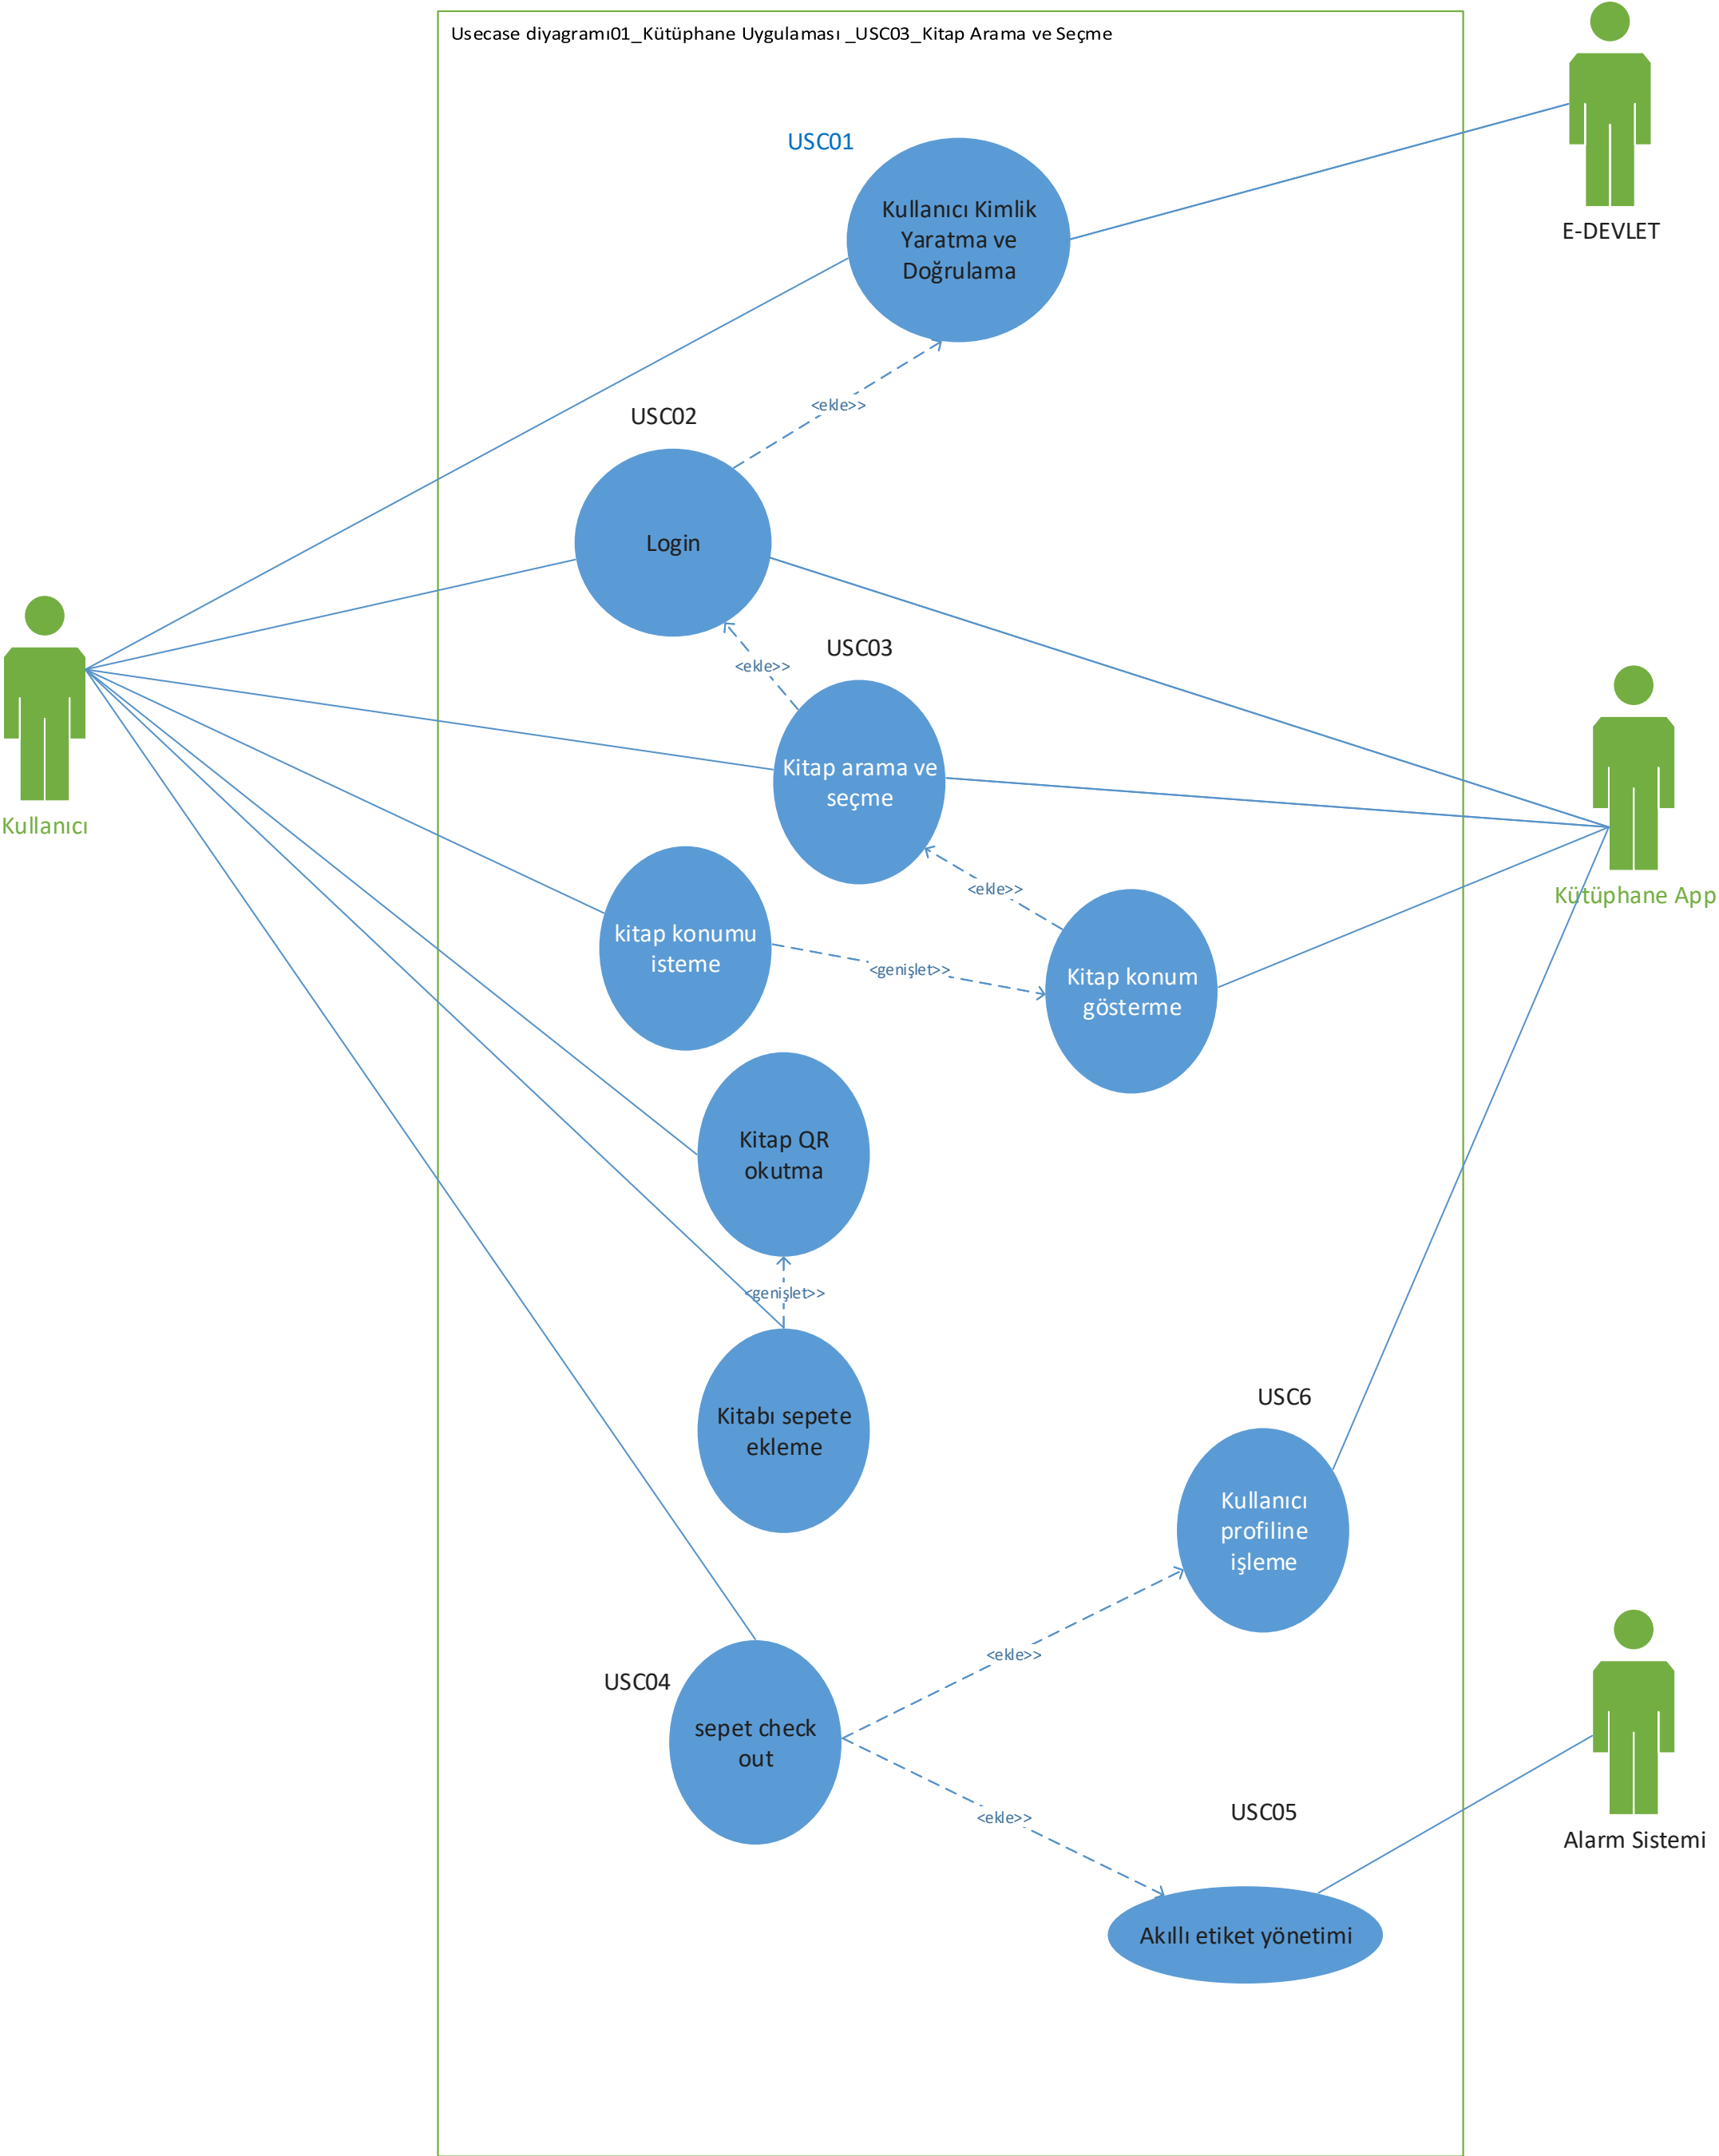 Usecase diyagramı01_Kütüphane Uygulaması _USC03_Kitap Arama ve Seçme
USC01
Kullanıcı Kimlik
Yaratma ve
Doğrulama
E-DEVLET
<ekle>>
USC02
Login
<ekle>>
USC03
Kitap arama ve
seçme
Kullanıcı
Kütüphane App
<ekle>>
kitap konumu
isteme
<genişlet>>
Kitap konum
gösterme
Kitap QR
okutma
<genişlet>>
Kitabı sepete
ekleme
USC6
Kullanıcı
profiline
işleme
<ekle>>
USC04
sepet check
out
<ekle>>
USC05
Alarm Sistemi
Akıllı etiket yönetimi